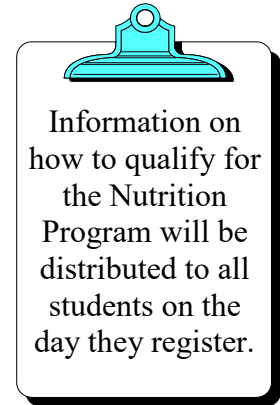 Information on
how to qualify for
the Nutrition
Program will be
distributed to all
students on the
day they register.